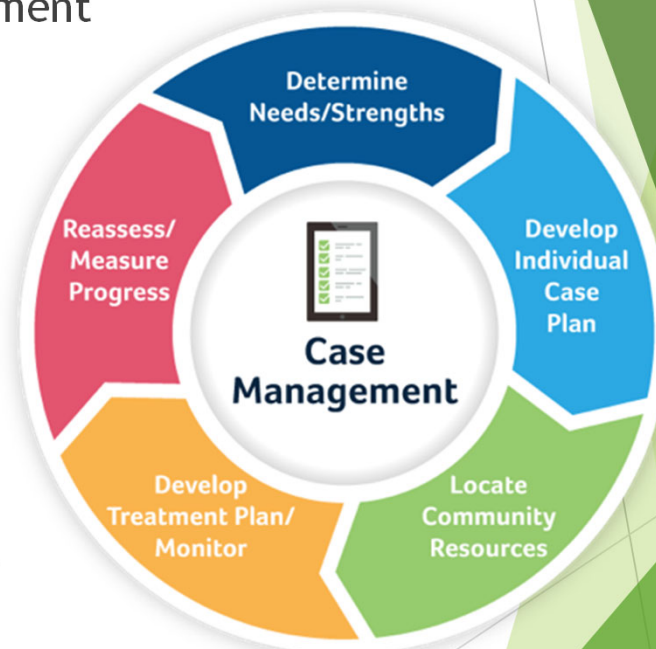 Determine
Needs/Strengths
Develop
Individual
Case
Plan
Locate
Community
Resources
Develop
Treatment Plan/
Monitor
Reassess/
Measure
Progress
Case
Management